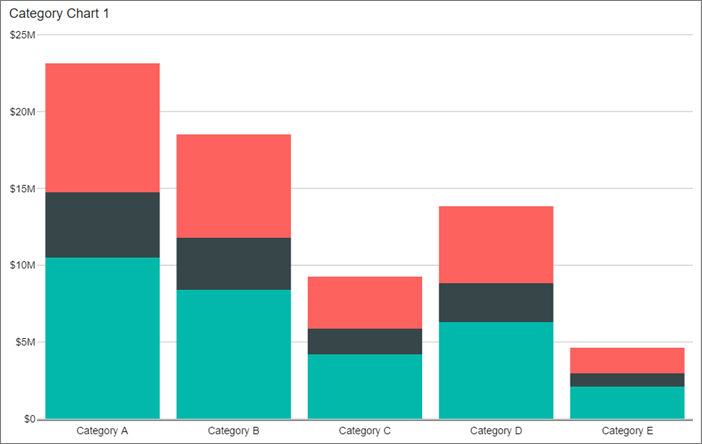 Category Chart 1
$25M
$20M
$15M
$10M
$5M
$0
Category A Category B Category C Category D Category E